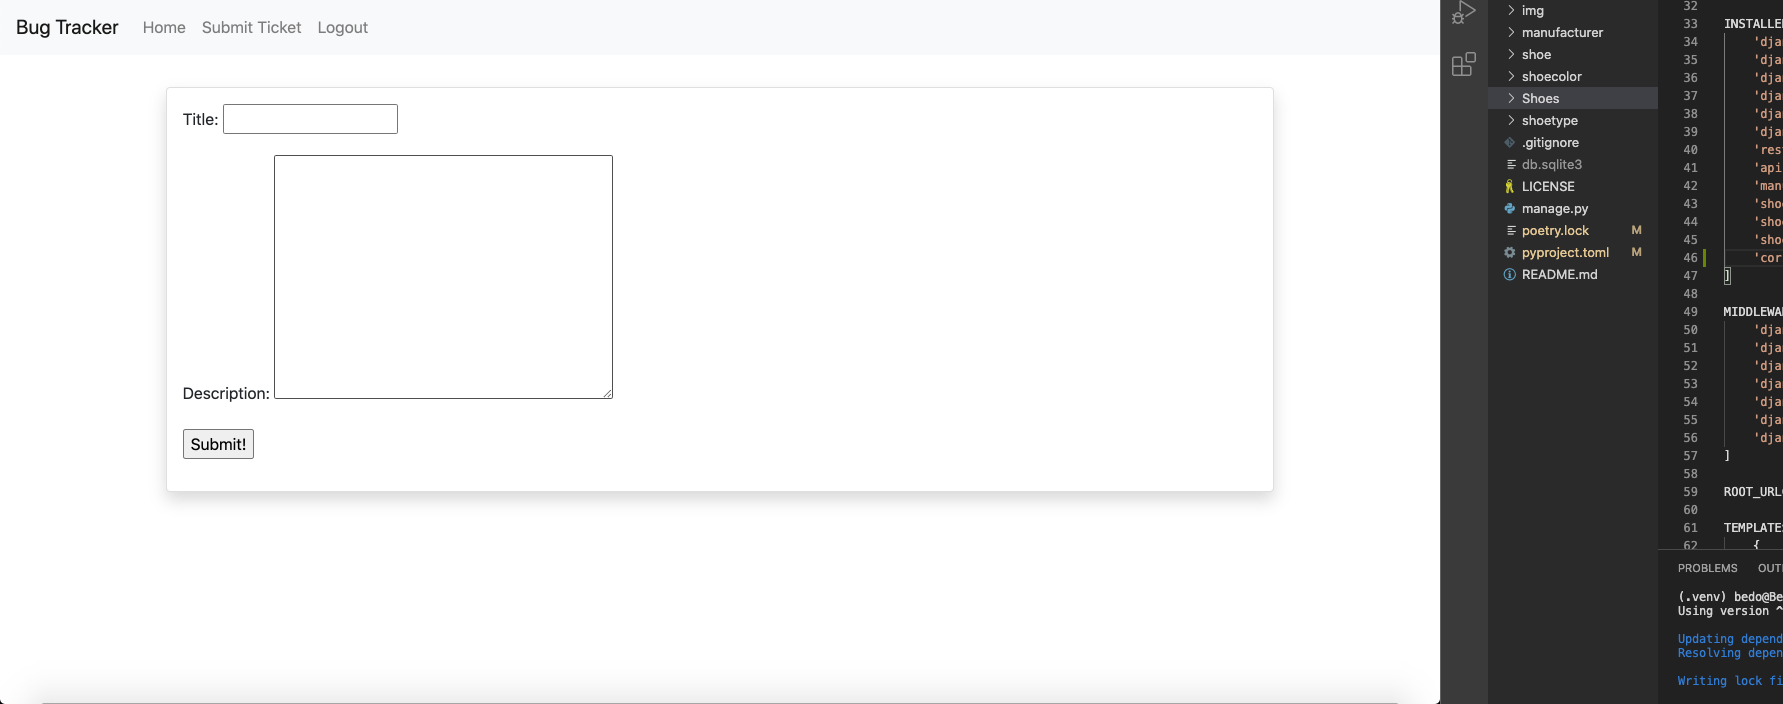 Bug Tracker Home Submit Ticket Logout
Title:
Description:
Submit!
img
manufacturer
shoe
shoecolor
Shoes
shoetype
.gitignore
db.sqlite3
LICENSE
manage.py
poetry.lock M
pyproject.toml M
README.md
32
33 INSTALLE
34 'dja
35 'dja
36 'dja
37 'dja
38 'dja
39 'dja
40 'res
41 'api
42 'man
43 'sho
44 'sho
45 'sho
46 'cor
47 ]
48
49 MIDDLEWA
50 'dja
51 'dja
52 'dja
53 'dja
54 'dja
55 'dja
56 'dja
57 ]
58
59 ROOT_URL
60
61 TEMPLATE
62 {
PROBLEMS OUT
(.venv) bedo@Be
Using version ^
Updating depend
Resolving depen
Writing lock fi